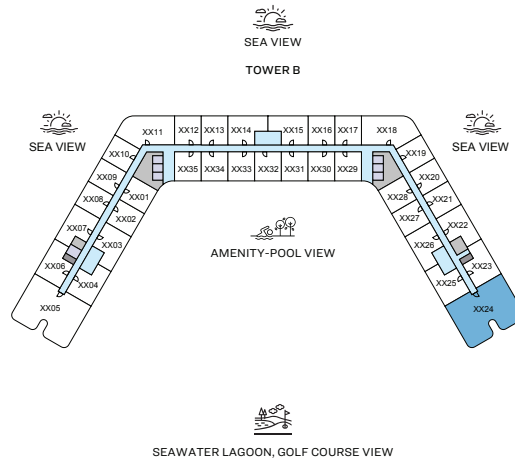 SEA VIEW
TOWER B
SEA VIEW
SEA VIEW
XX11
XX12
XX13
XX14
XX15
XX16
XX17
XX18
XX10
XX35
XX34
XX33
XX32
XX31
XX30
XX29
XX19
XX09
XX01
XX28
XX20
XX08
XX02
XX27
XX21
XX07
XX03
XX26
XX22
XX06
XX04
XX25
XX23
XX05
XX24
AMENITY-POOL VIEW
SEAWATER LAGOON, GOLF COURSE VIEW